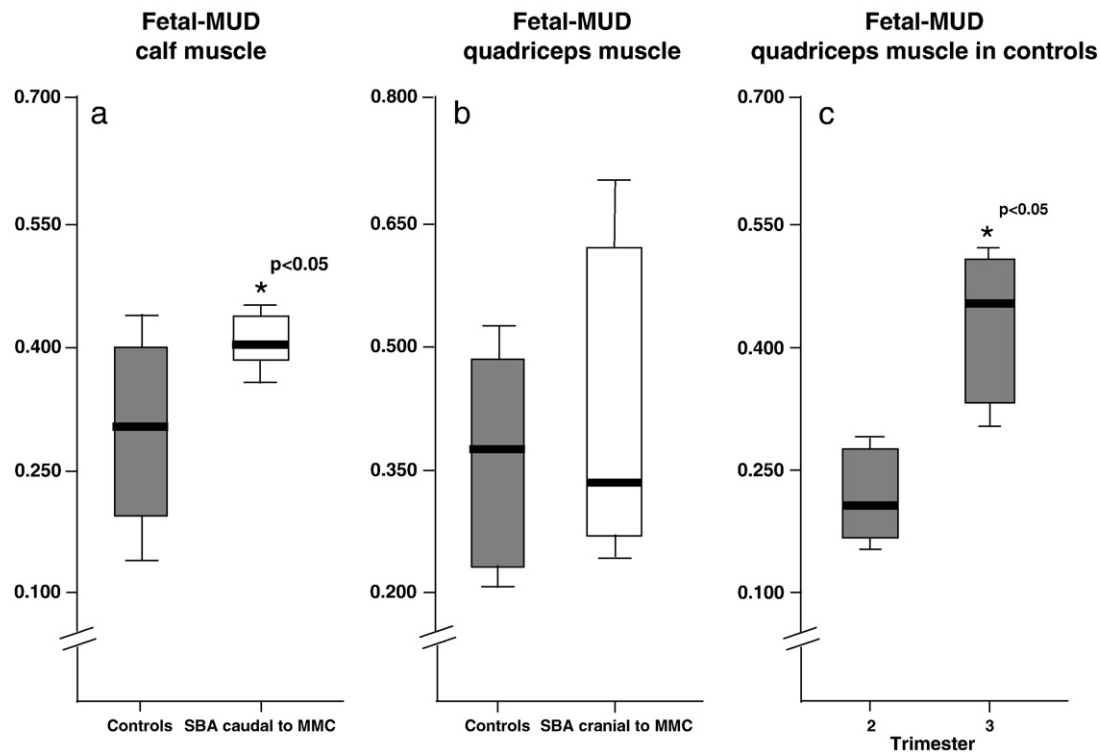 Fetal-MUD
calf muscle
a
0.700
0.550
0.400
0.250
0.100
*
p<0.05
Controls
SBA caudal to MMC
Fetal-MUD
quadriceps muscle
b
0.800
0.650
0.500
0.350
0.200
Controls
SBA cranial to MMC
Fetal-MUD
quadriceps muscle in controls
c
0.700
0.550
0.400
0.250
0.100
p<0.05
*
2
3
Trimester